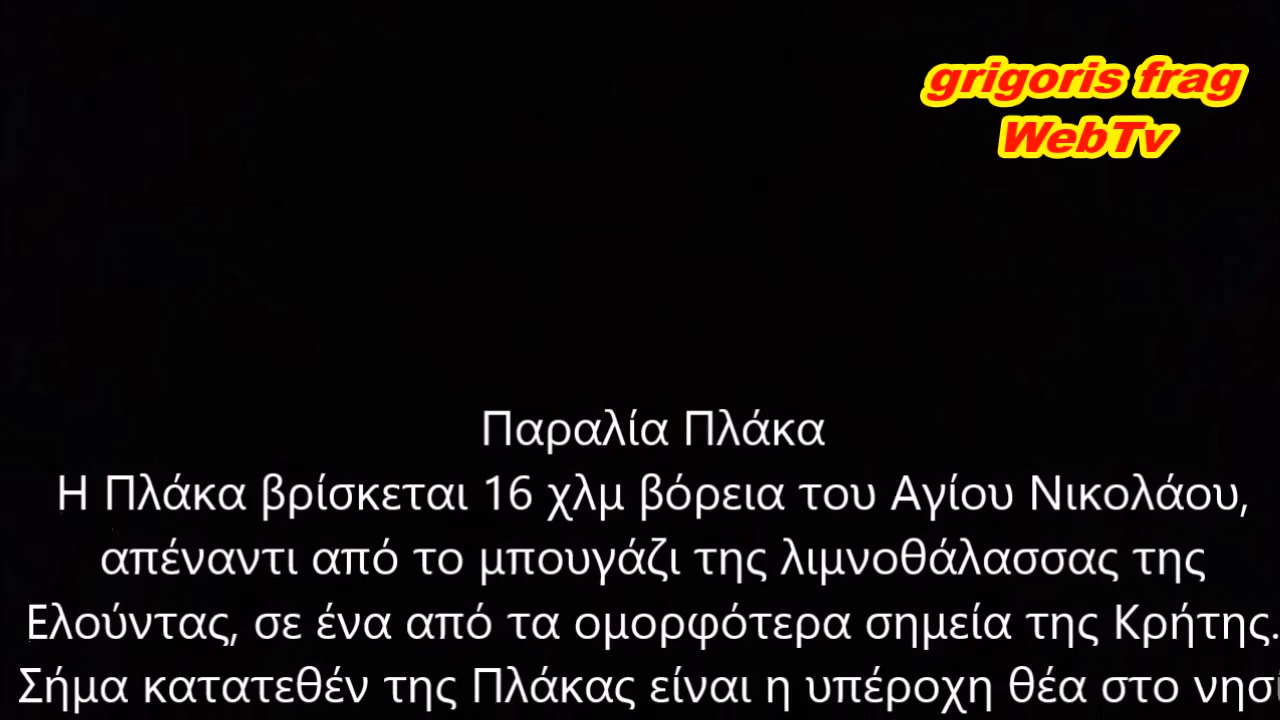 grigoris frag
WebTv
Παραλία Πλάκα
Η Πλάκα βρίσκεται 16 χλμ βόρεια του Αγίου Νικολάου,
απέναντι από το μπουγάζι της λιμνοθάλασσας της
Ελούντας, σε ένα από τα ομορφότερα σημεία της Κρήτης.
Σήμα κατατεθέν της Πλάκας είναι η υπέροχη θέα στο νησί